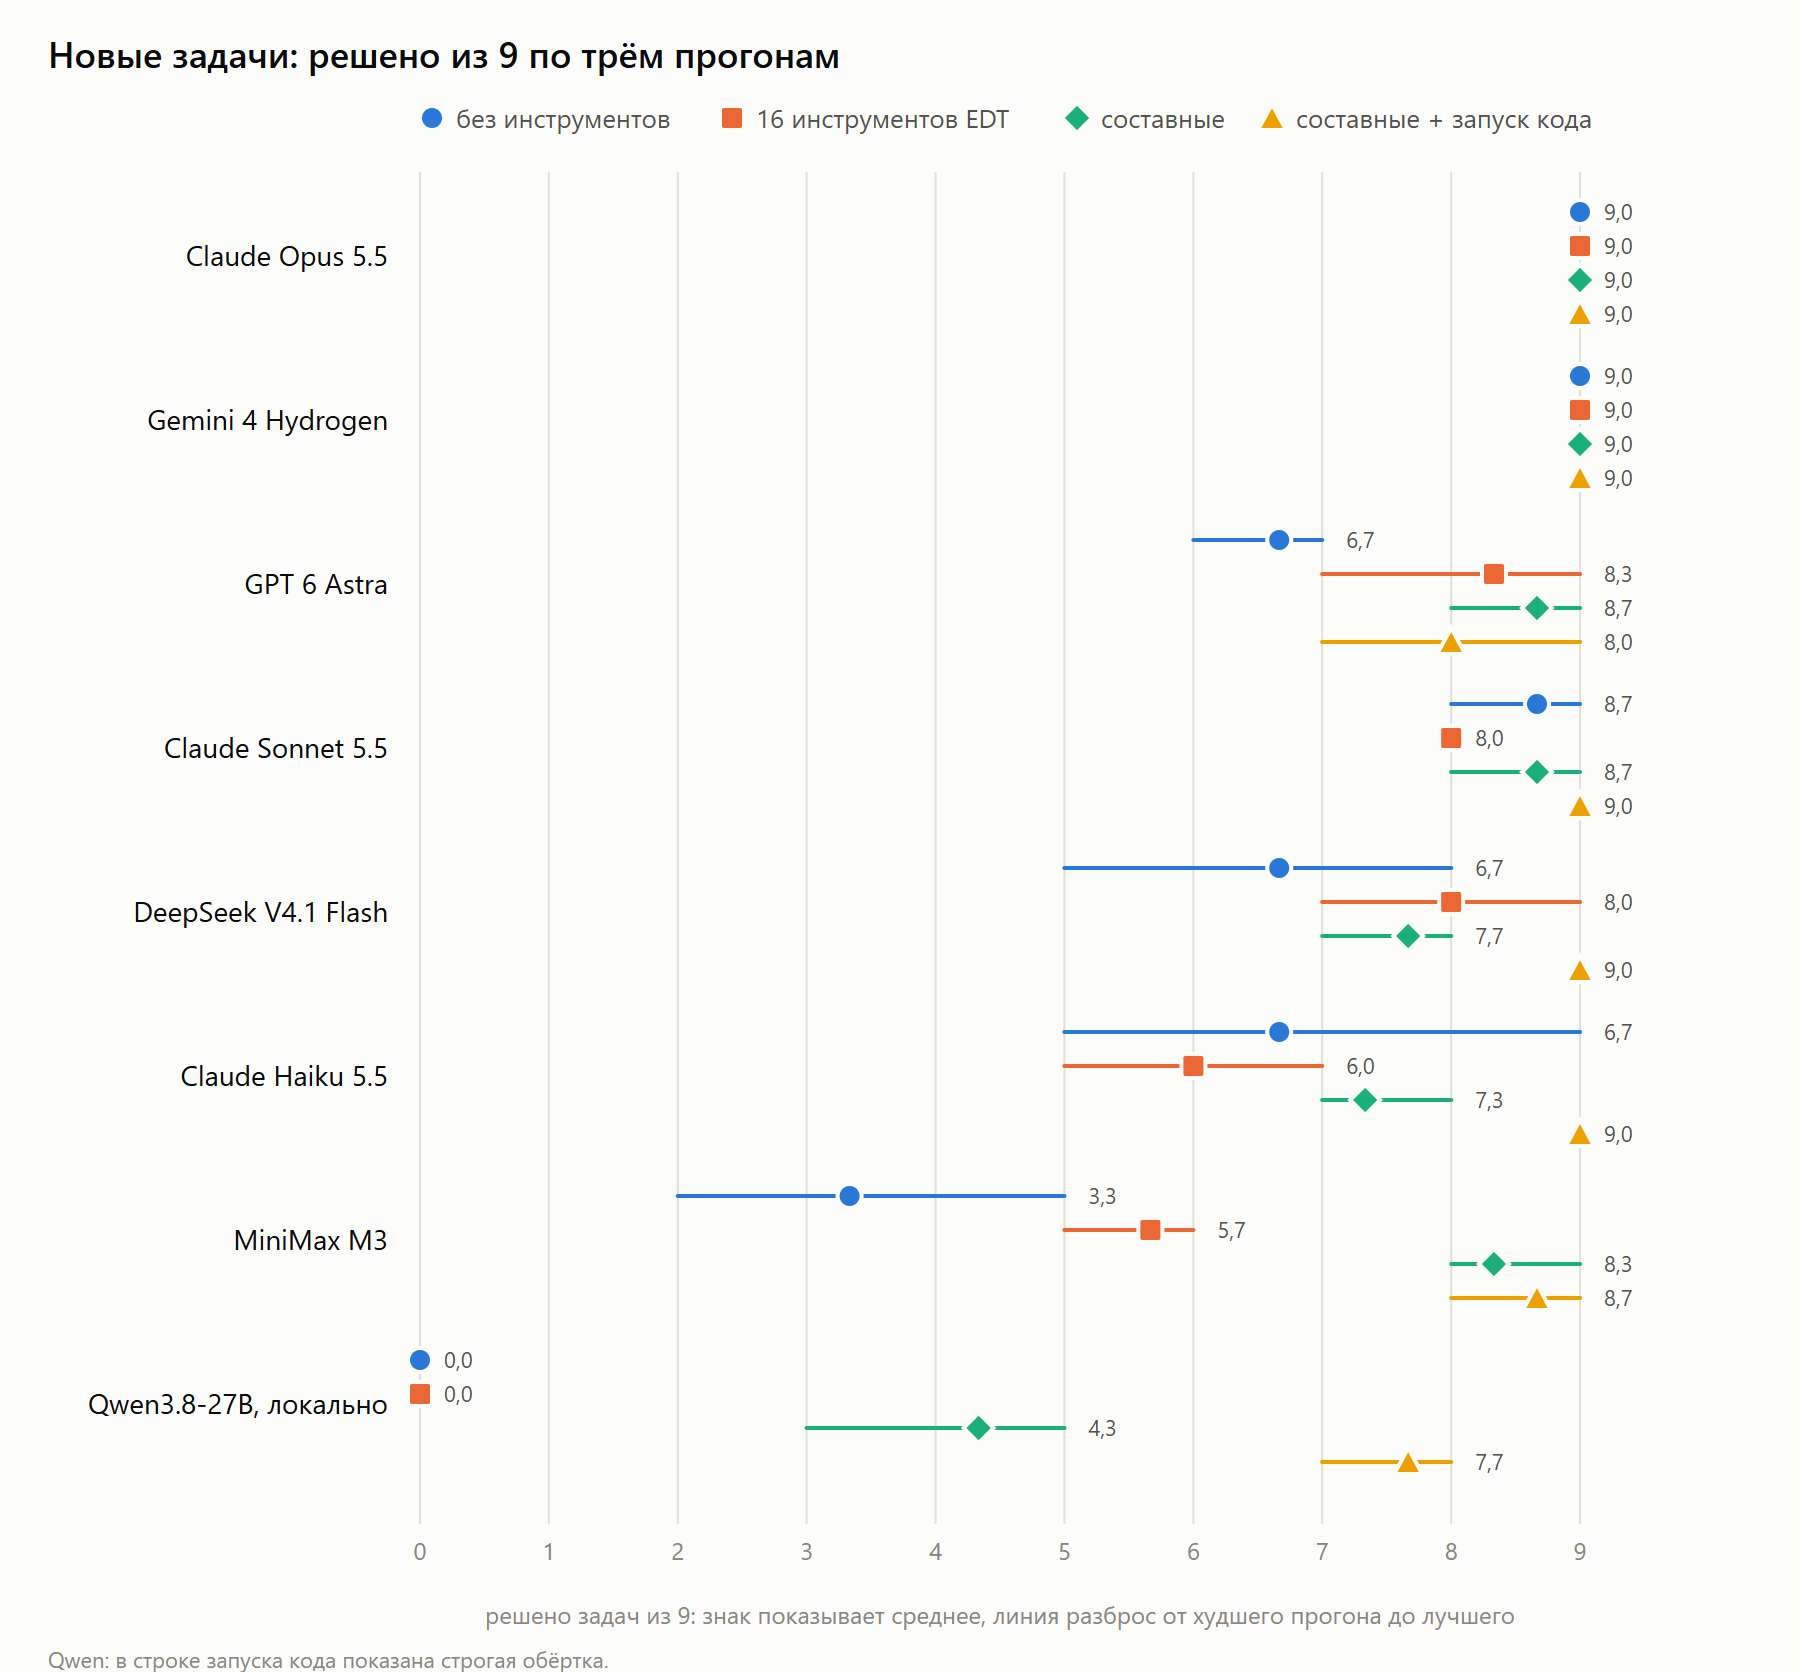 Новые задачи: решено из 9 по трём прогонам
без инструментов 16 инструментов EDT составные составные + запуск кода
Claude Opus 5.5
9,0
9,0
9,0
9,0
Gemini 4 Hydrogen
9,0
9,0
9,0
9,0
GPT 6 Astra
6,7
8,3
8,7
8,0
Claude Sonnet 5.5
8,7
8,0
8,7
9,0
DeepSeek V4.1 Flash
6,7
8,0
7,7
9,0
Claude Haiku 5.5
6,7
6,0
7,3
9,0
MiniMax M3
3,3
5,7
8,3
8,7
Qwen3.8-27B, локально
0,0
0,0
4,3
7,7
0 1 2 3 4 5 6 7 8 9
решено задач из 9: знак показывает среднее, линия разброс от худшего прогона до лучшего
Qwen: в строке запуска кода показана строгая обёртка.